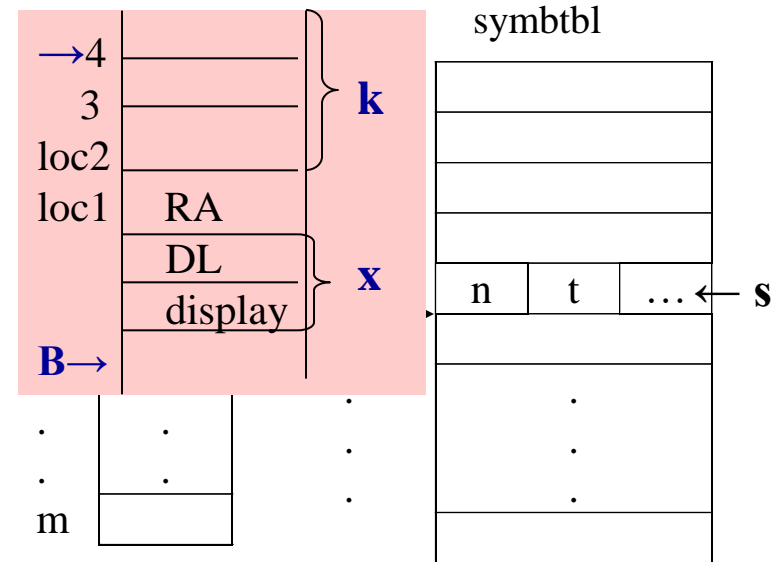 symbtbl
→4
3
k
loc2
loc1 RA
DL
x
display
n t … ← s
B→
. . . .
. . . .
m . .